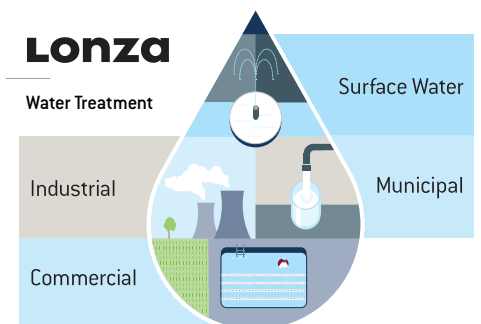 Lonza
Water Treatment
Surface Water
Industrial
Municipal
Commercial